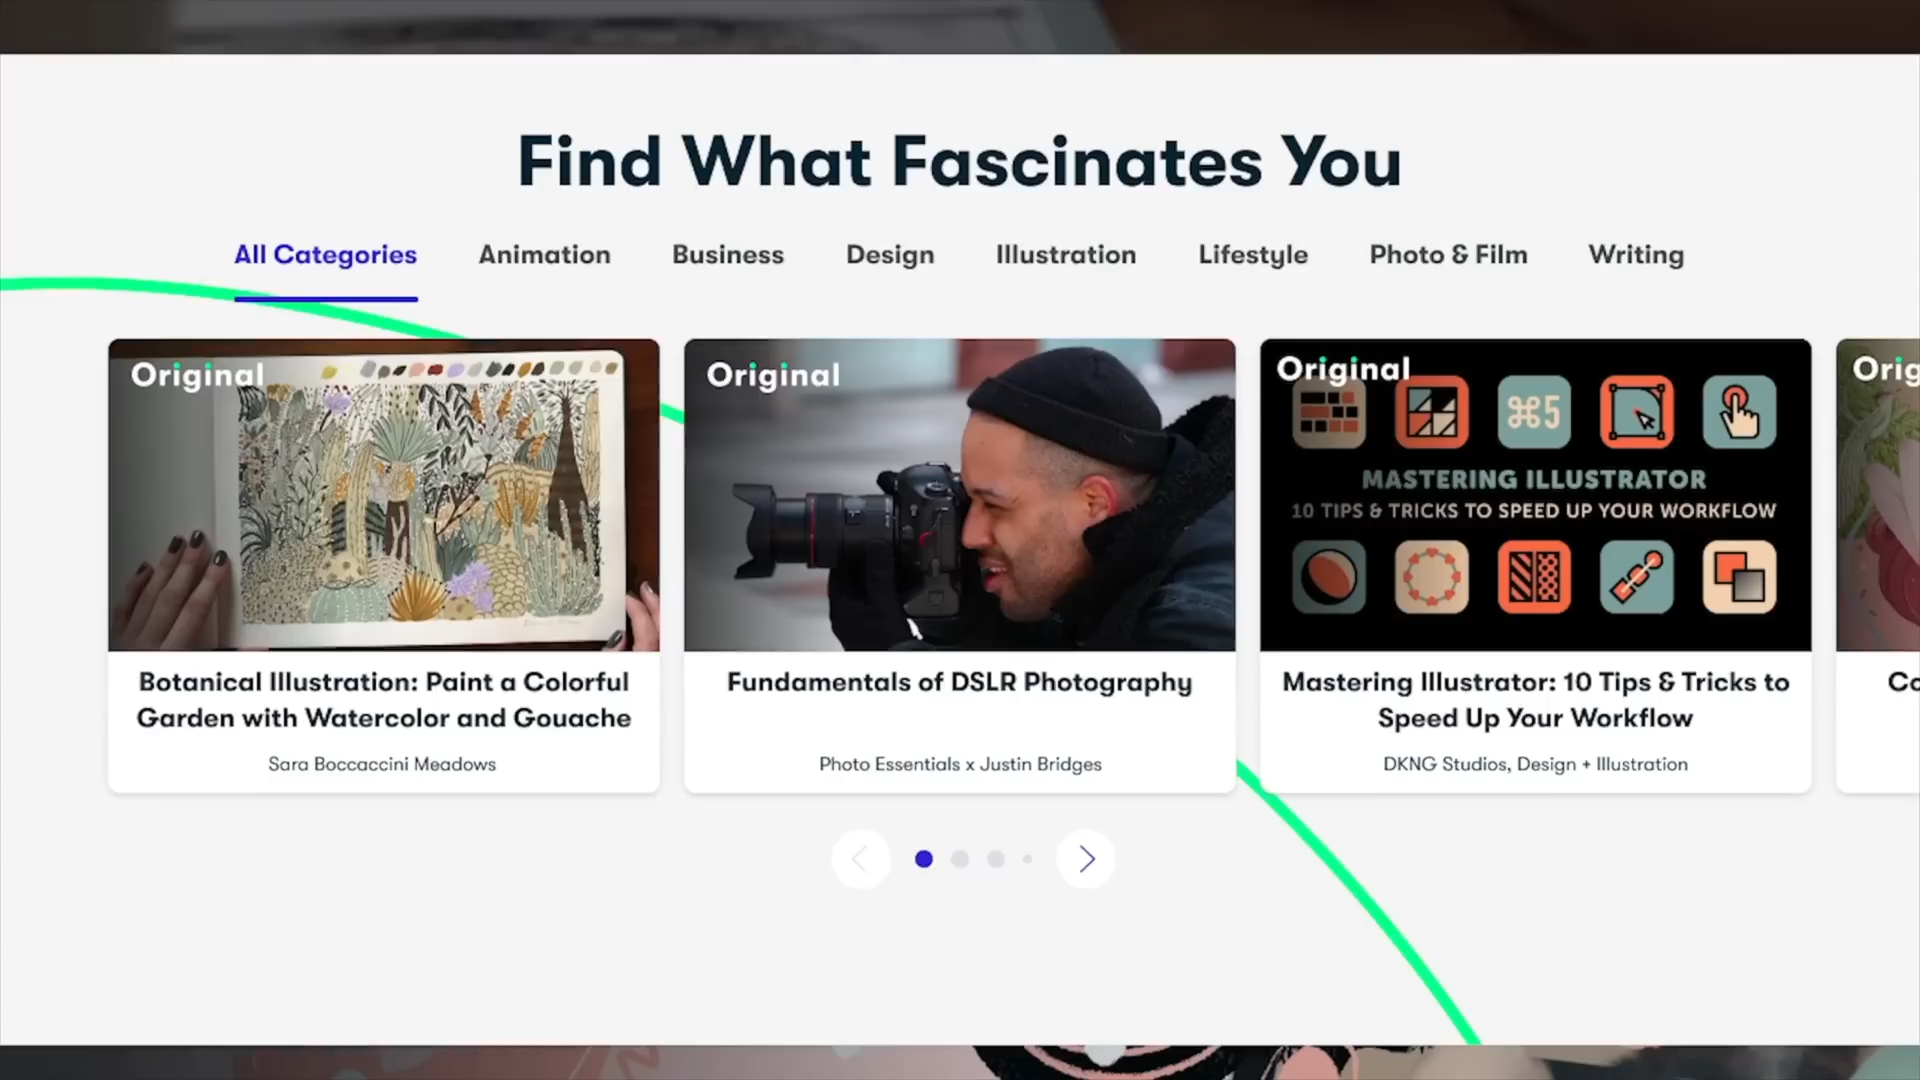 Find What Fascinates You
All Categories Animation Business Design Illustration Lifestyle Photo & Film Writing
Original
Original
Original
Orig
⌘5
MASTERING ILLUSTRATOR
10 TIPS & TRICKS TO SPEED UP YOUR WORKFLOW
Botanical Illustration: Paint a Colorful
Garden with Watercolor and Gouache
Sara Boccaccini Meadows
Fundamentals of DSLR Photography
Photo Essentials x Justin Bridges
Mastering Illustrator: 10 Tips & Tricks to
Speed Up Your Workflow
DKNG Studios, Design + Illustration
Co